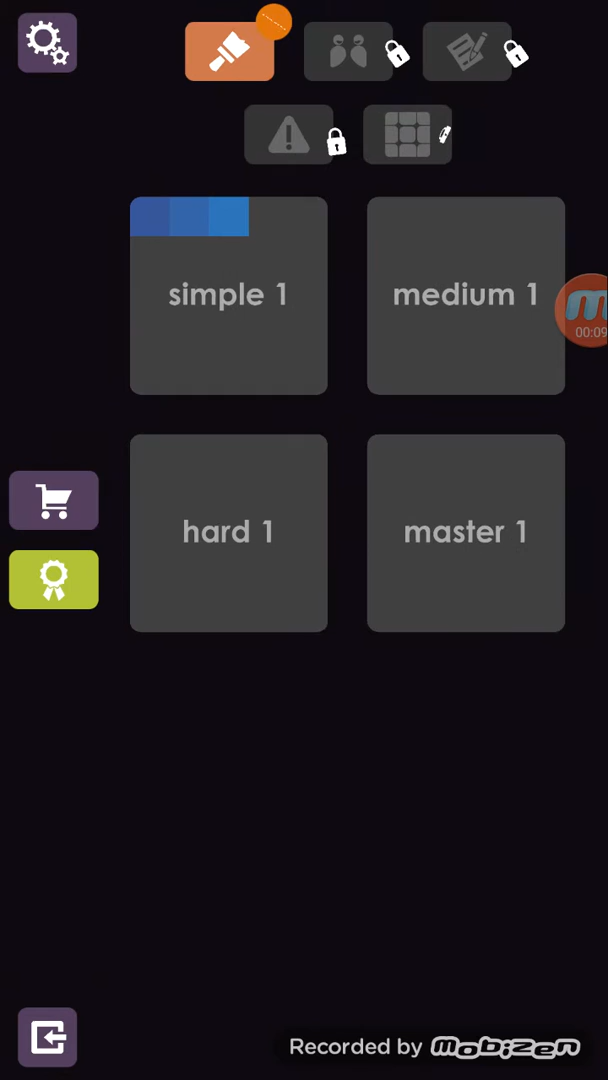 simple 1
medium 1
00:09
hard 1
master 1
Recorded by mobizen